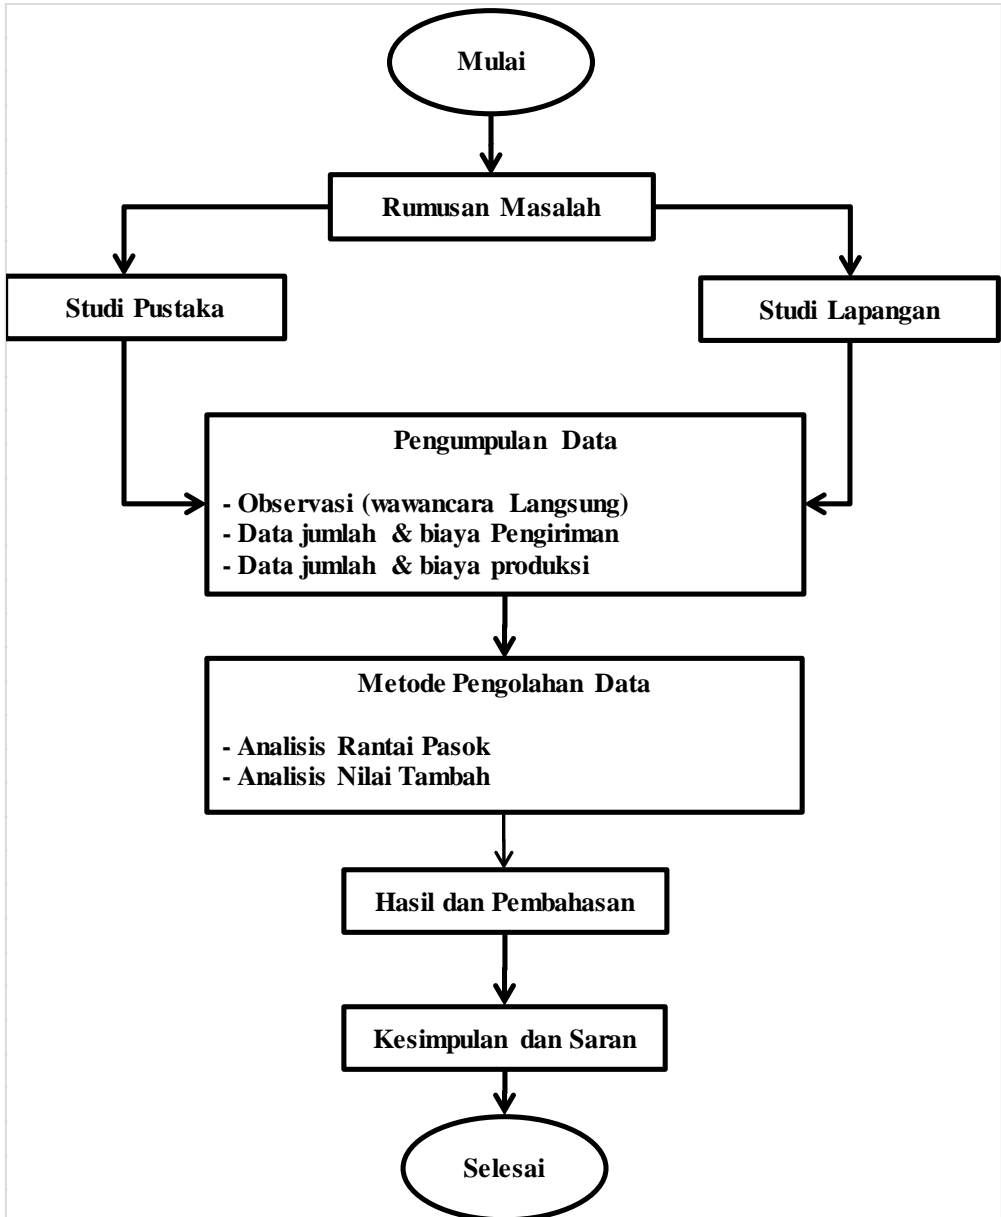 Mulai
Rumusan Masalah
Studi Pustaka
Studi Lapangan
Pengumpulan Data
- Observasi (wawancara Langsung)
- Data jumlah & biaya Pengiriman
- Data jumlah & biaya produksi
Metode Pengolahan Data
- Analisis Rantai Pasok
- Analisis Nilai Tambah
Hasil dan Pembahasan
Kesimpulan dan Saran
Selesai